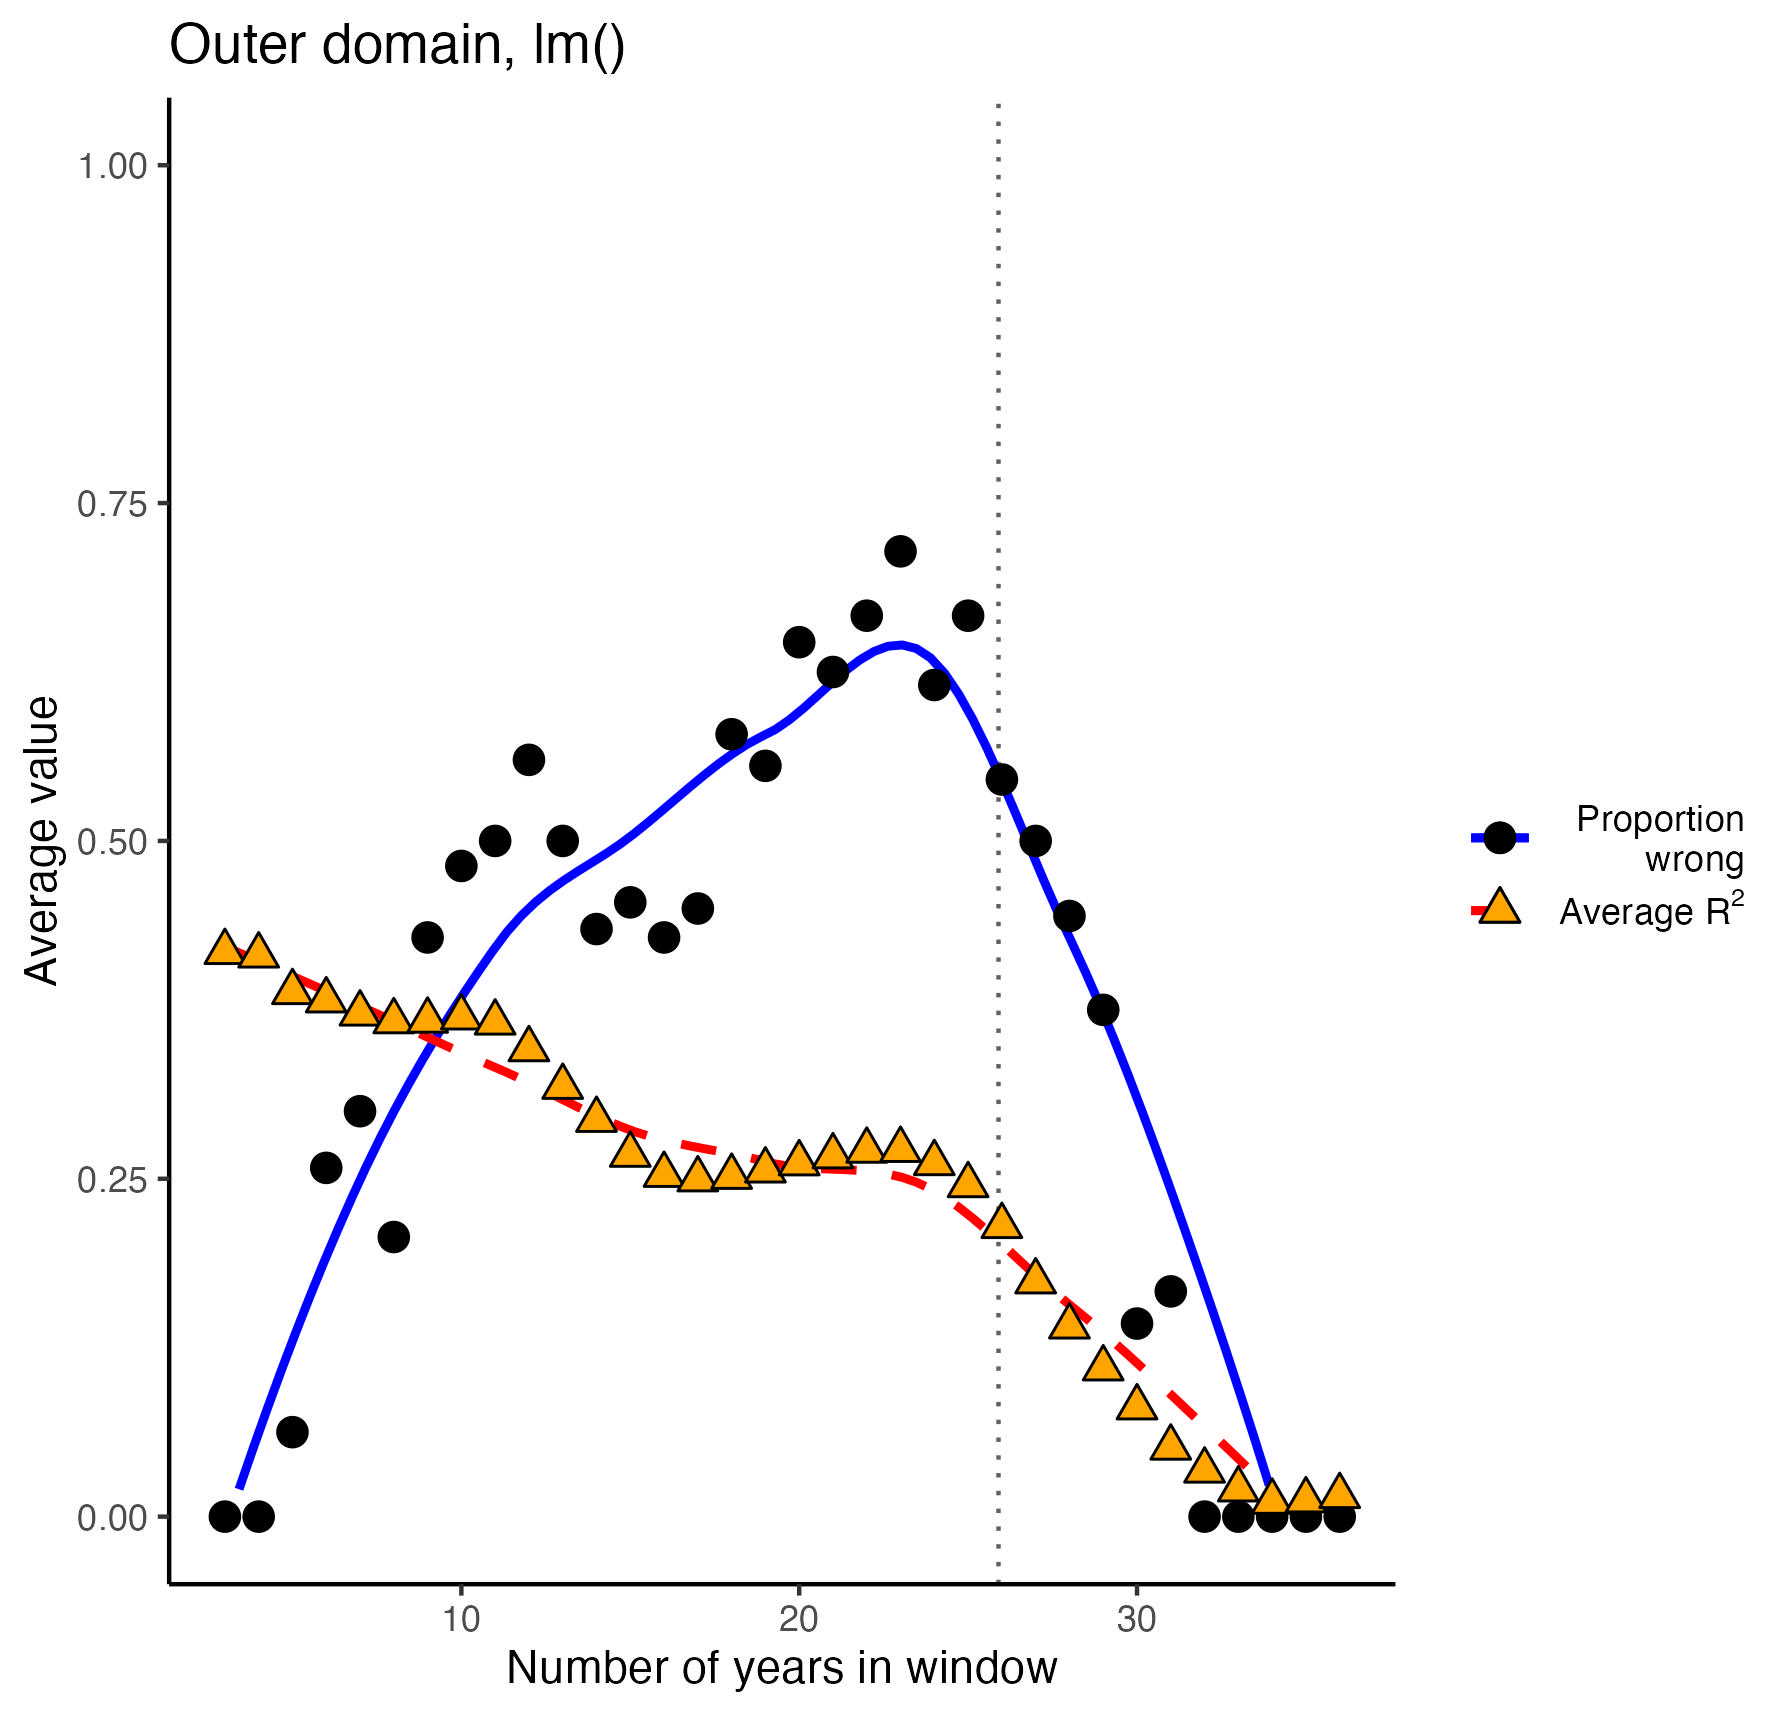 Outer domain, lm()
1.00
0.75
0.50
0.25
0.00
Average value
10 20 30
Number of years in window
Proportion
wrong
Average R²